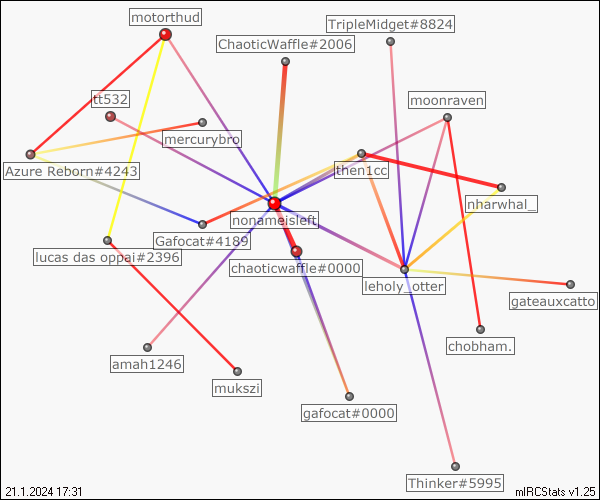 motorthud
TripleMidget#8824
ChaoticWaffle#2006
tt532
moonraven
mercurybro
Azure Reborn#4243
then1cc
nharwhal_
nonameisleft
Gafocat#4189
lucas das oppai#2396
chaoticwaffle#0000
leholy_otter
gateauxcatto
chobham.
amah1246
mukszi
gafocat#0000
Thinker#5995
21.1.2024 17:31
mIRCStats v1.25